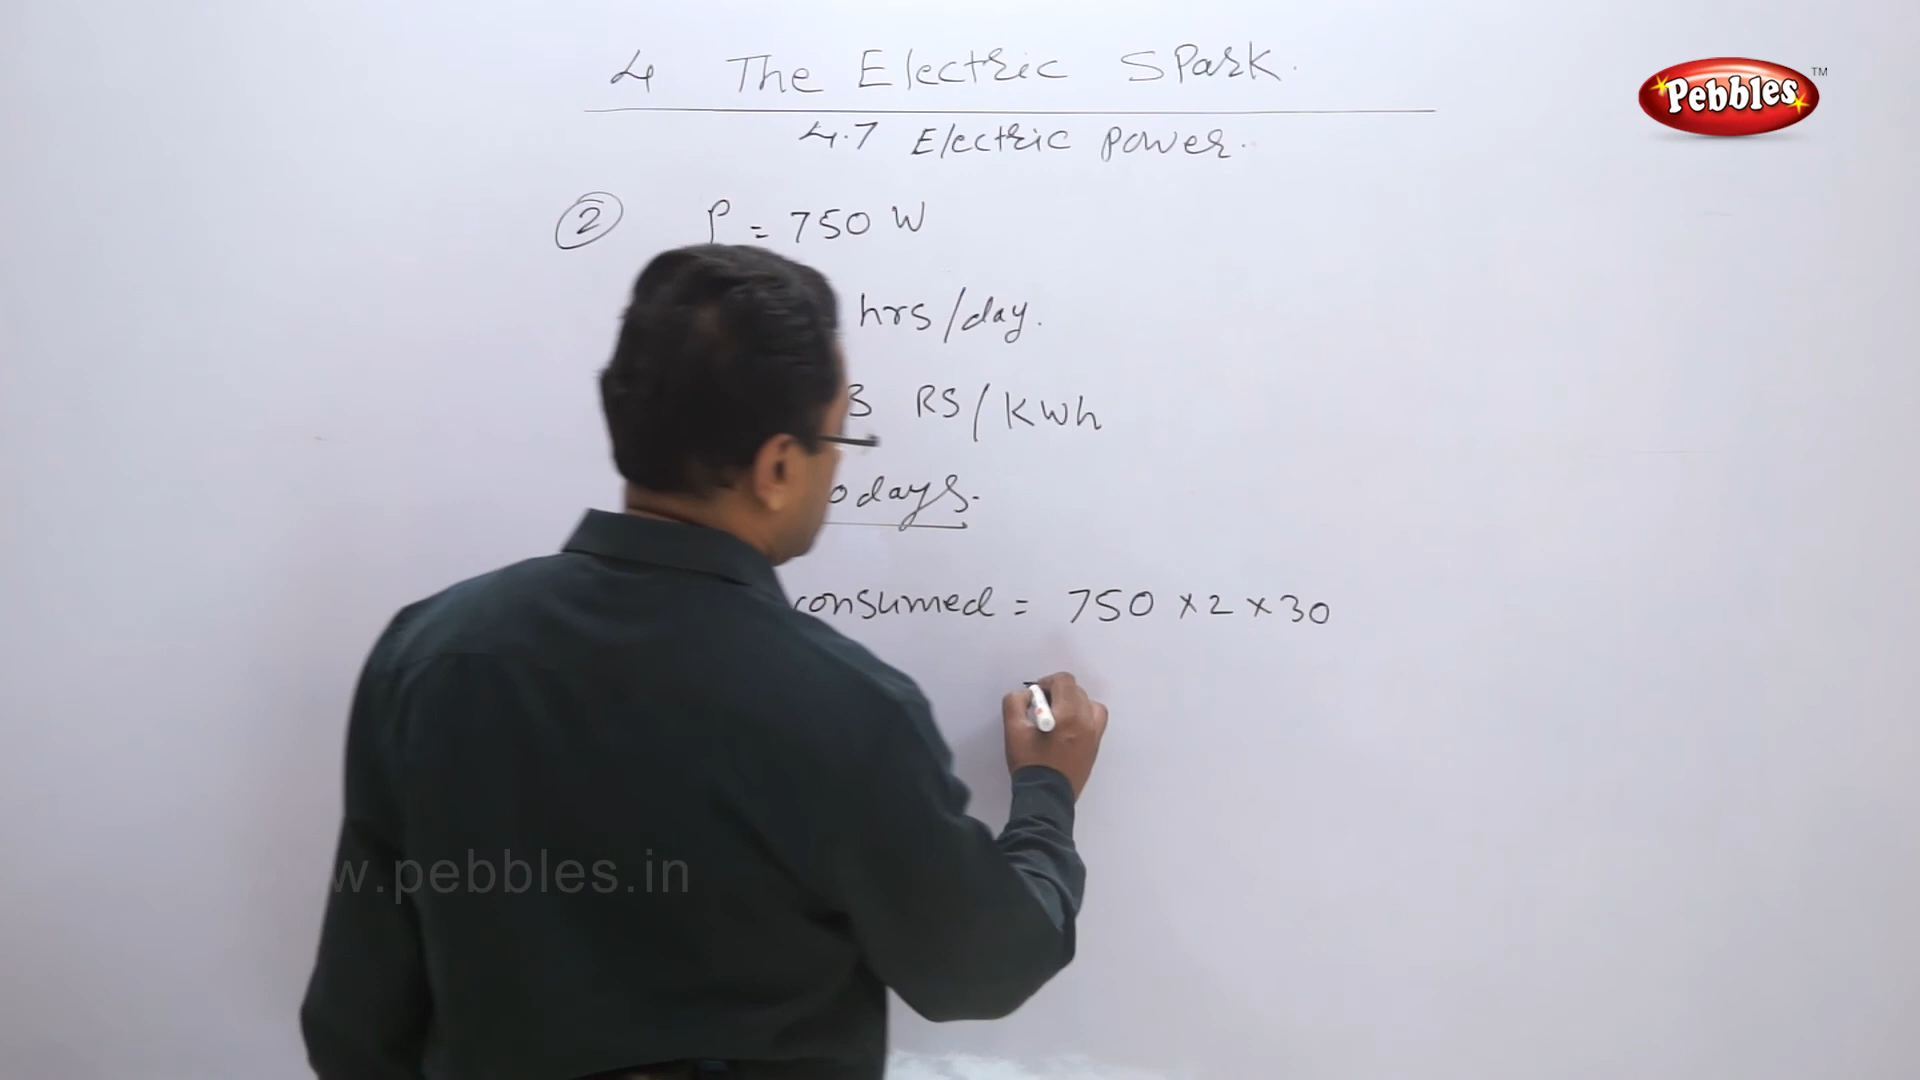 4 The Electric Spark.
Pebbles TM
4.7 Electric power.
2 P = 750 W
hrs/day.
3 RS/Kwh
0 days.
consumed = 750 × 2 × 30
w.pebbles.in